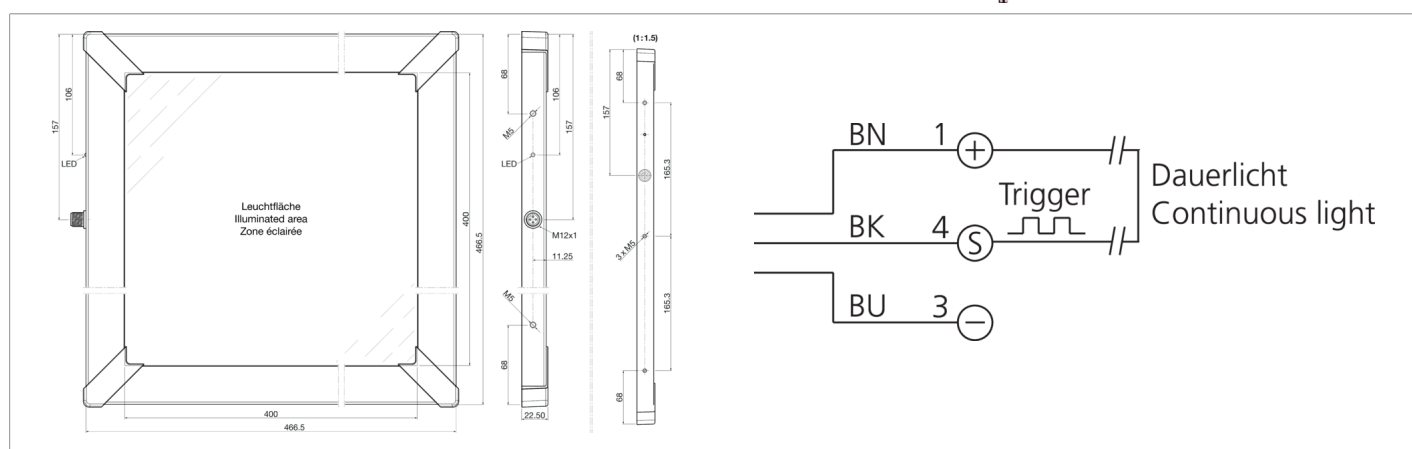 (1:1.5)
68
106
157
LED
Leuchtfläche
Illuminated area
Zone éclairée
400
466.5
400
466.5
68
106
157
M5
LED
M12x1
11.25
M5
68
22.50
68
157
165.3
3 x M5
165.3
68
BN 1 +
Trigger
BK 4 S
BU 3 −
Dauerlicht
Continuous light